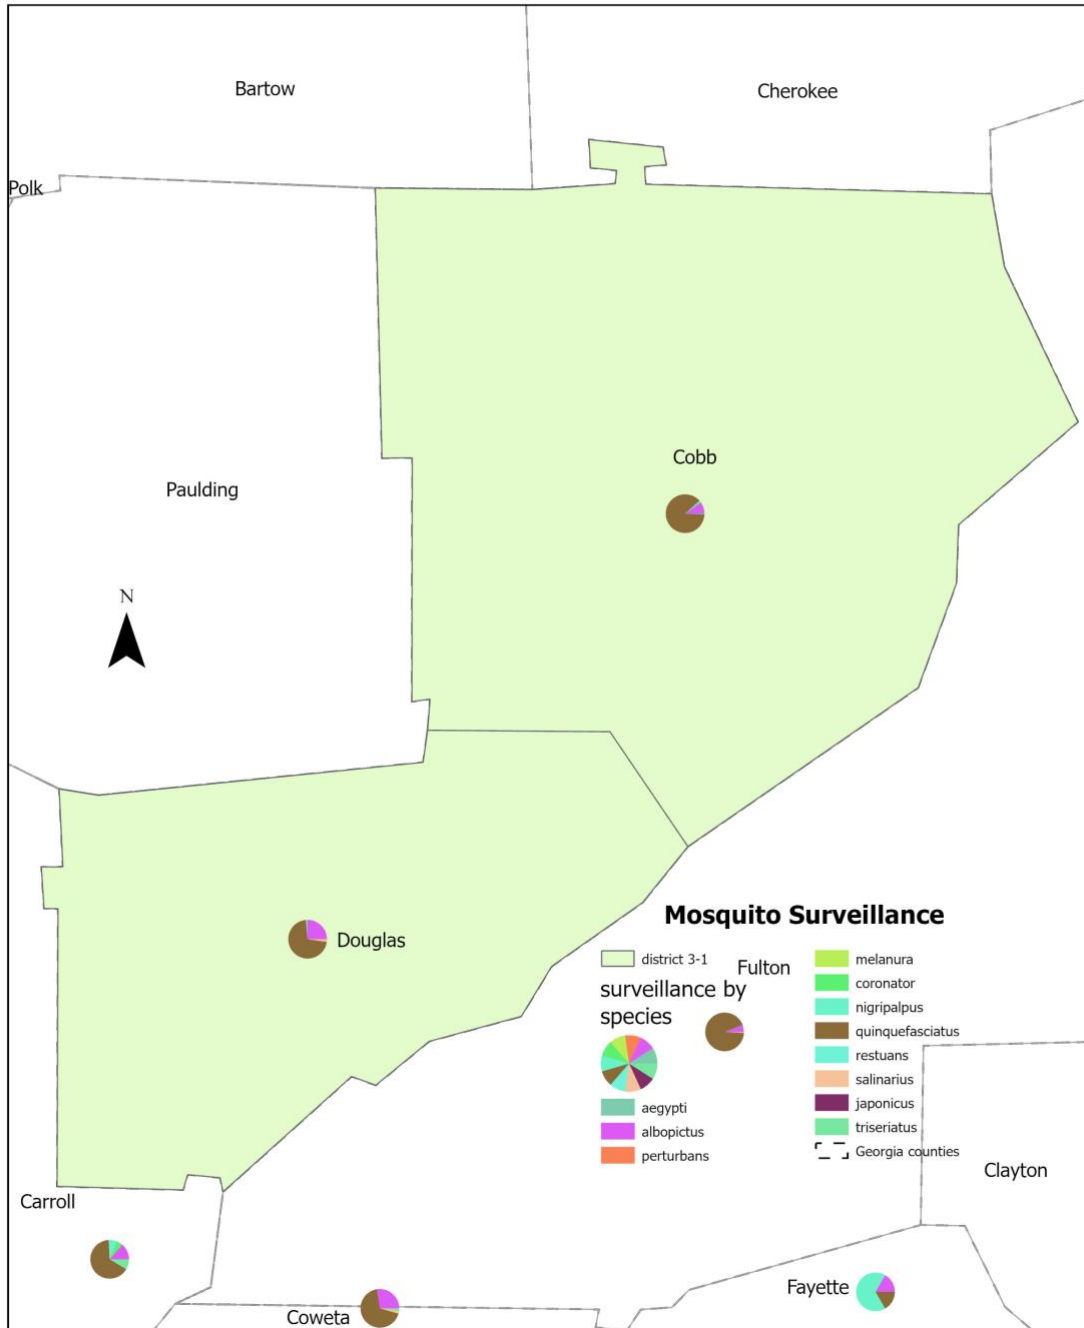 Bartow
Cherokee
Polk
Cobb
Paulding
N
Douglas
Mosquito Surveillance
district 3-1
Fulton
surveillance by
species
aegypti
albopictus
perturbans
melanura
coronator
nigripalpus
quinquefasciatus
restuans
salinarius
japonicus
triseriatus
Georgia counties
Clayton
Carroll
Fayette
Coweta